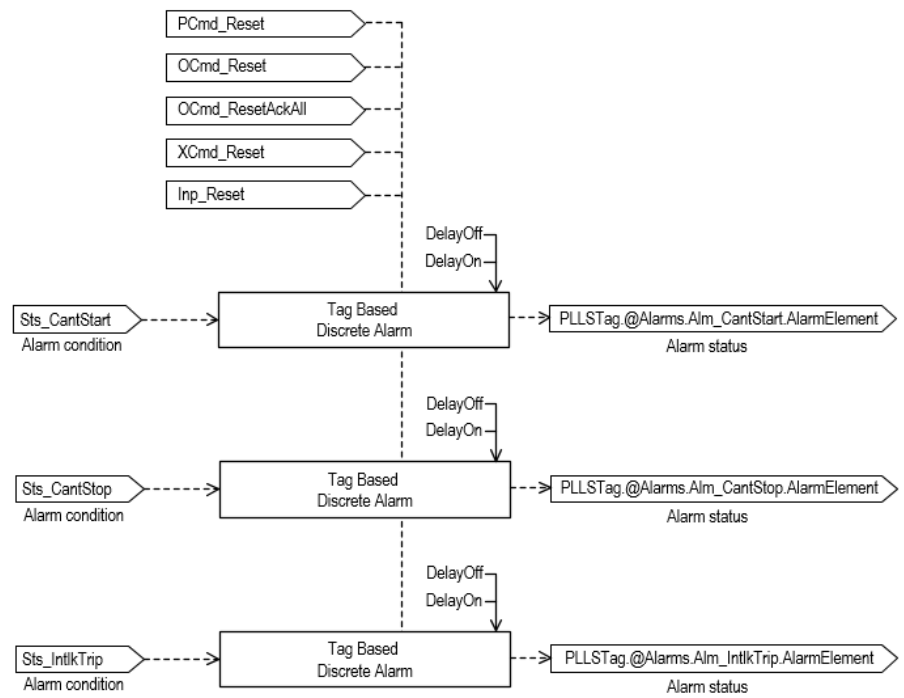 PCmd_Reset
OCmd_Reset
OCmd_ResetAckAll
XCmd_Reset
Inp_Reset
DelayOff
DelayOn
Sts_CantStart
Alarm condition
Tag Based
Discrete Alarm
PLLSTag.@Alarms.Alm_CantStart.AlarmElement
Alarm status
DelayOff
DelayOn
Sts_CantStop
Alarm condition
Tag Based
Discrete Alarm
PLLSTag.@Alarms.Alm_CantStop.AlarmElement
Alarm status
DelayOff
DelayOn
Sts_IntlkTrip
Alarm condition
Tag Based
Discrete Alarm
PLLSTag.@Alarms.Alm_IntlkTrip.AlarmElement
Alarm status